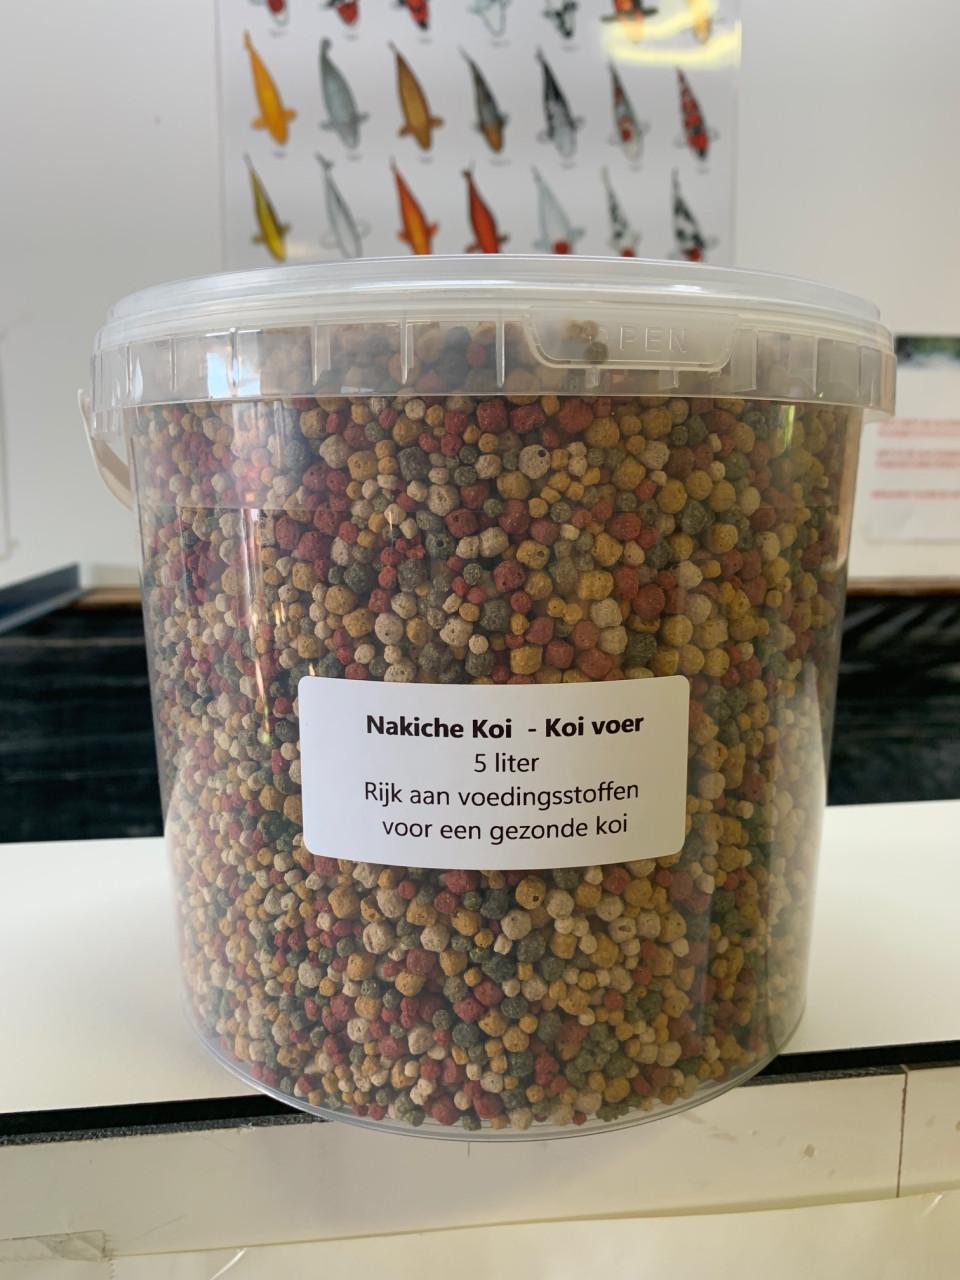 OPEN
Nakiche Koi - Koi voer
5 liter
Rijk aan voedingsstoffen
voor een gezonde koi